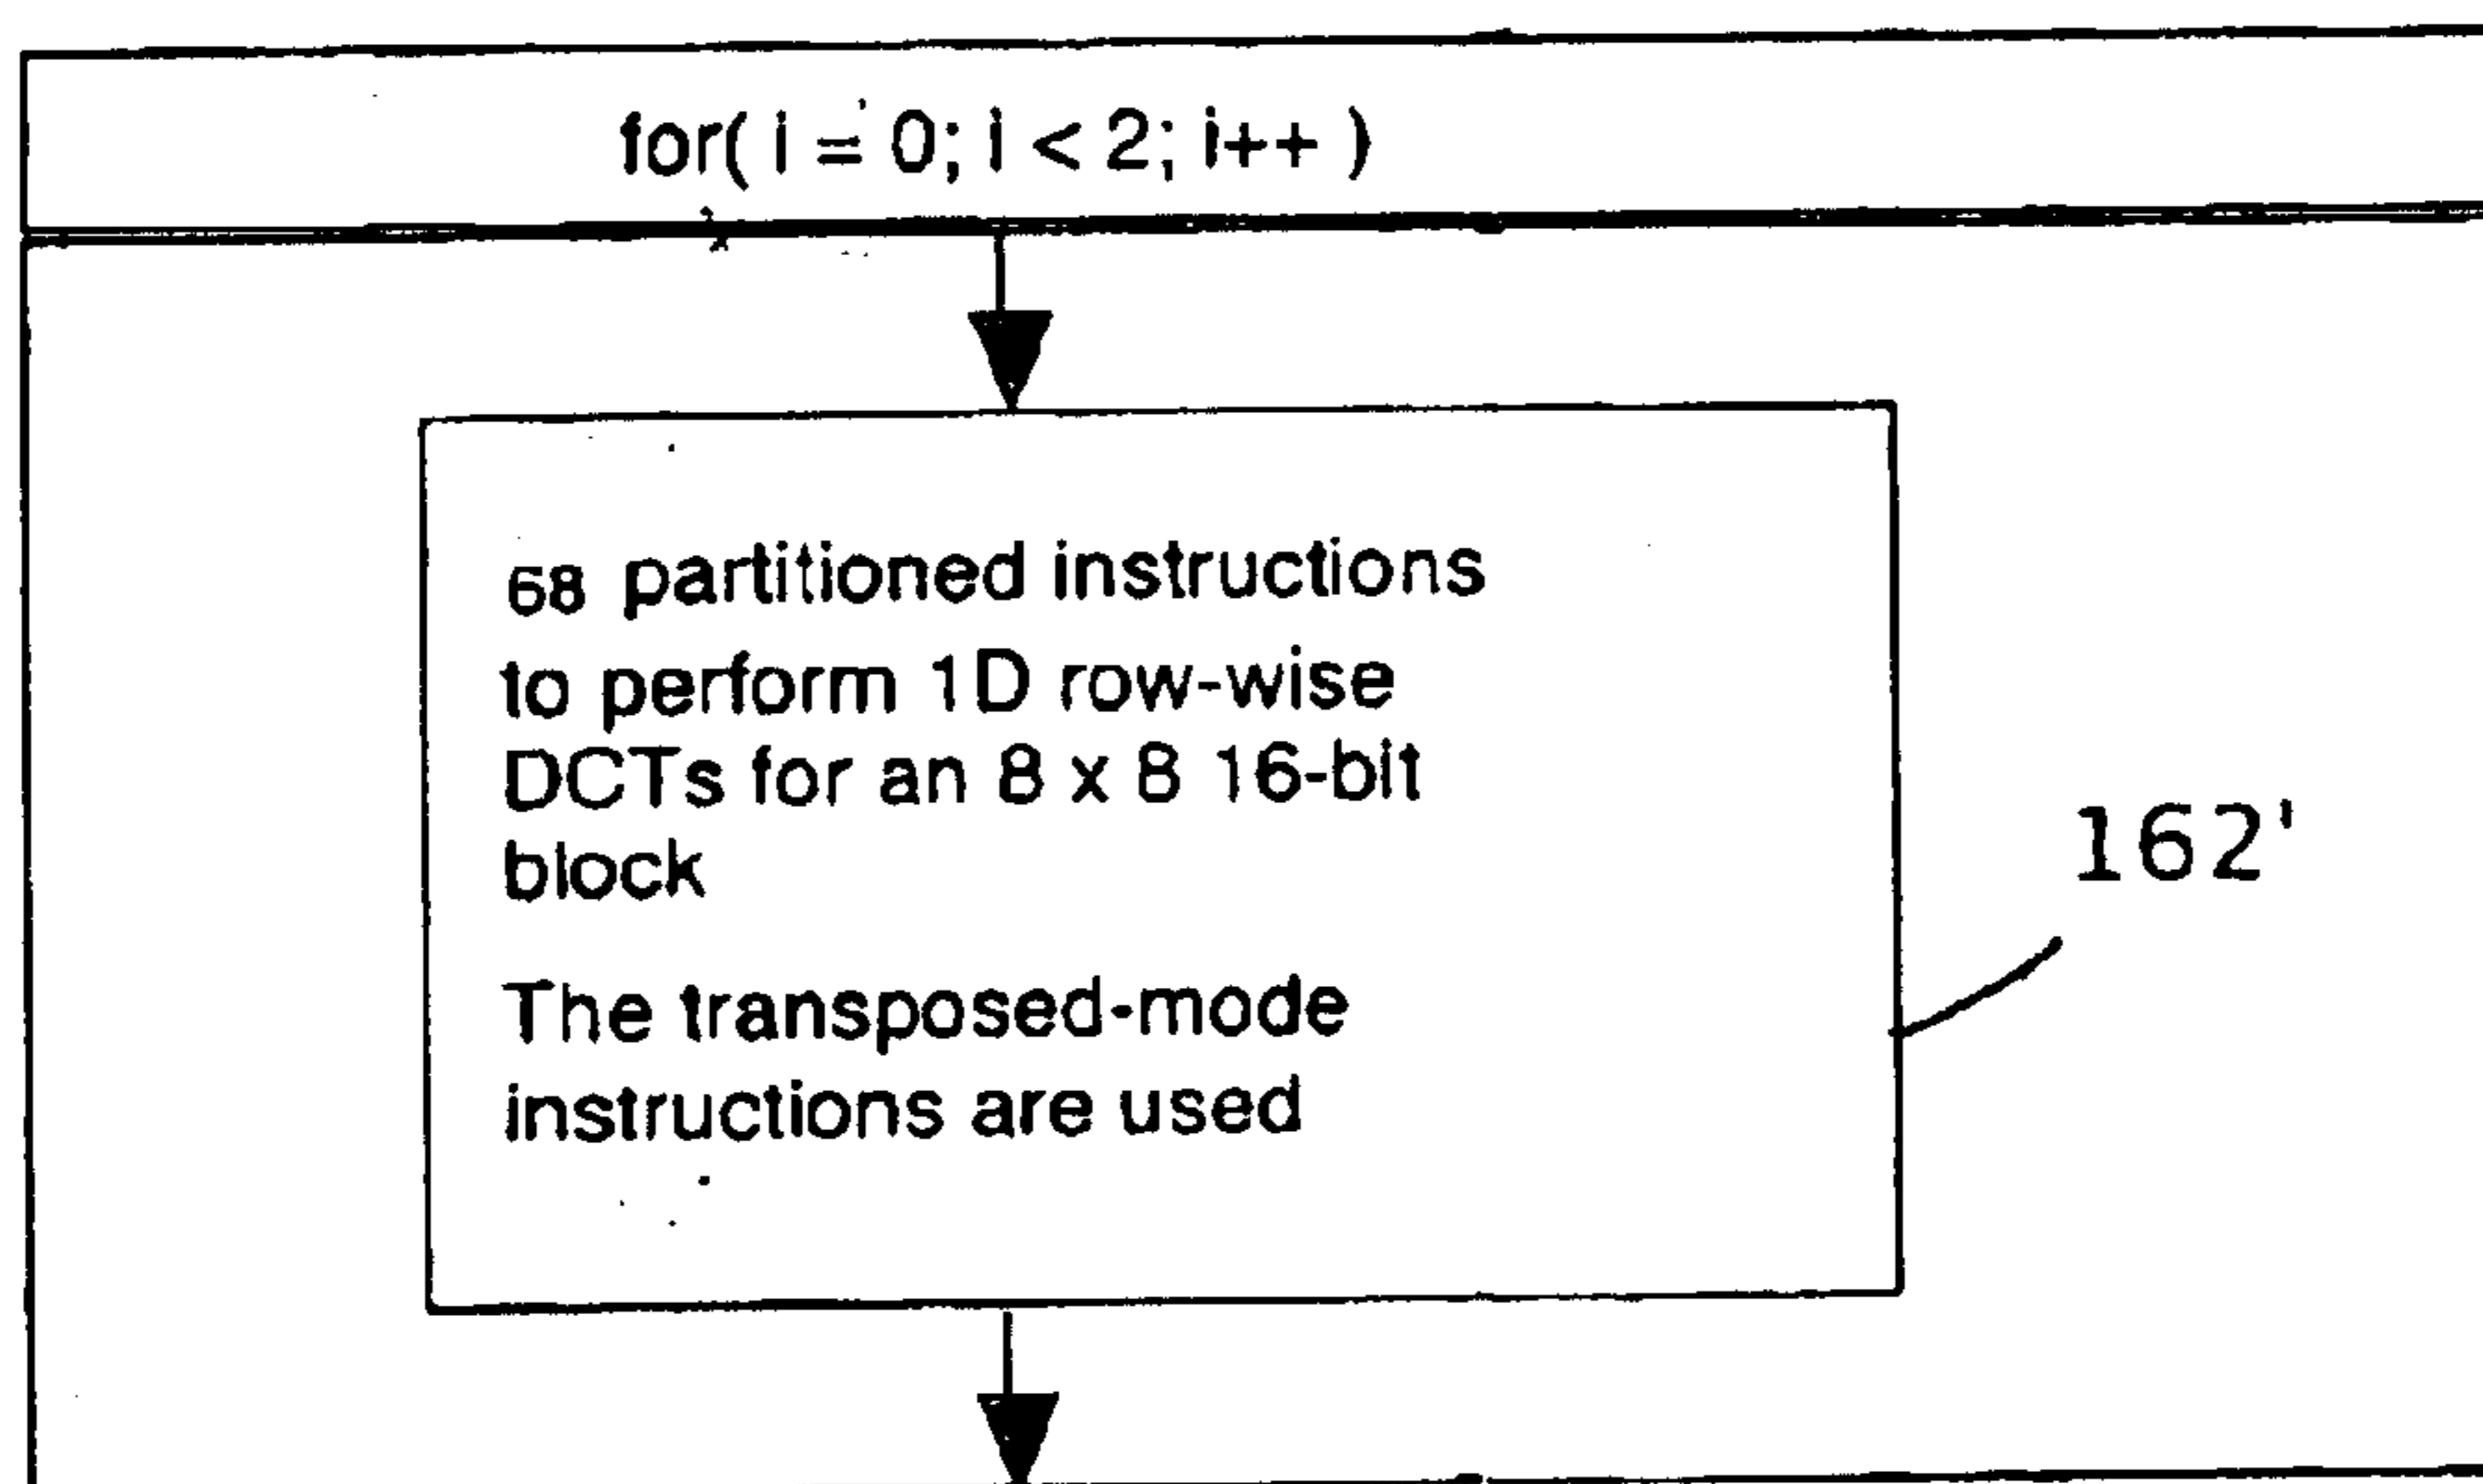 for( i = 0; i < 2; i++ )
68 partitioned instructions
to perform 1D row-wise
DCTs for an 8 x 8 16-bit
block
162'
The transposed-mode
instructions are used